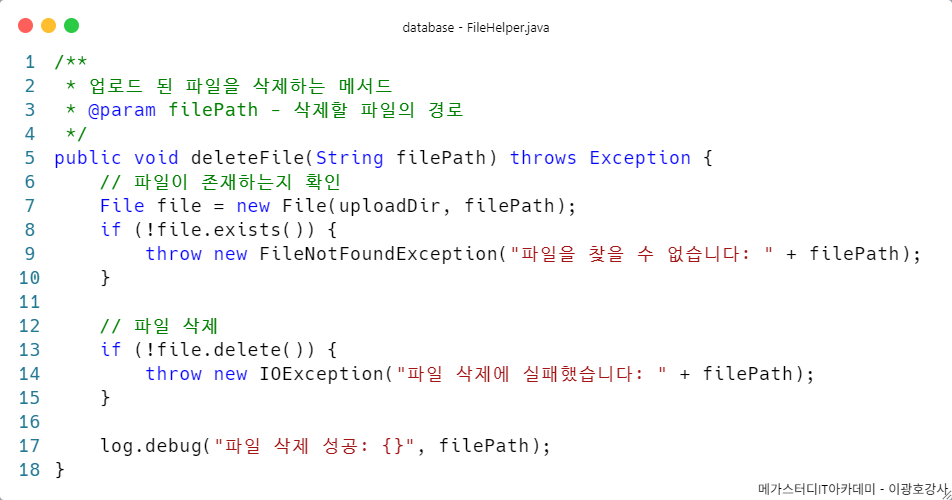 database - FileHelper.java
1 /**
2  * 업로드 된 파일을 삭제하는 메서드
3  * @param filePath - 삭제할 파일의 경로
4  */
5 public void deleteFile(String filePath) throws Exception {
6     // 파일이 존재하는지 확인
7     File file = new File(uploadDir, filePath);
8     if (!file.exists()) {
9         throw new FileNotFoundException("파일을 찾을 수 없습니다: " + filePath);
10     }
11
12     // 파일 삭제
13     if (!file.delete()) {
14         throw new IOException("파일 삭제에 실패했습니다: " + filePath);
15     }
16
17     log.debug("파일 삭제 성공: {}", filePath);
18 }
메가스터디IT아카데미 - 이광호강사